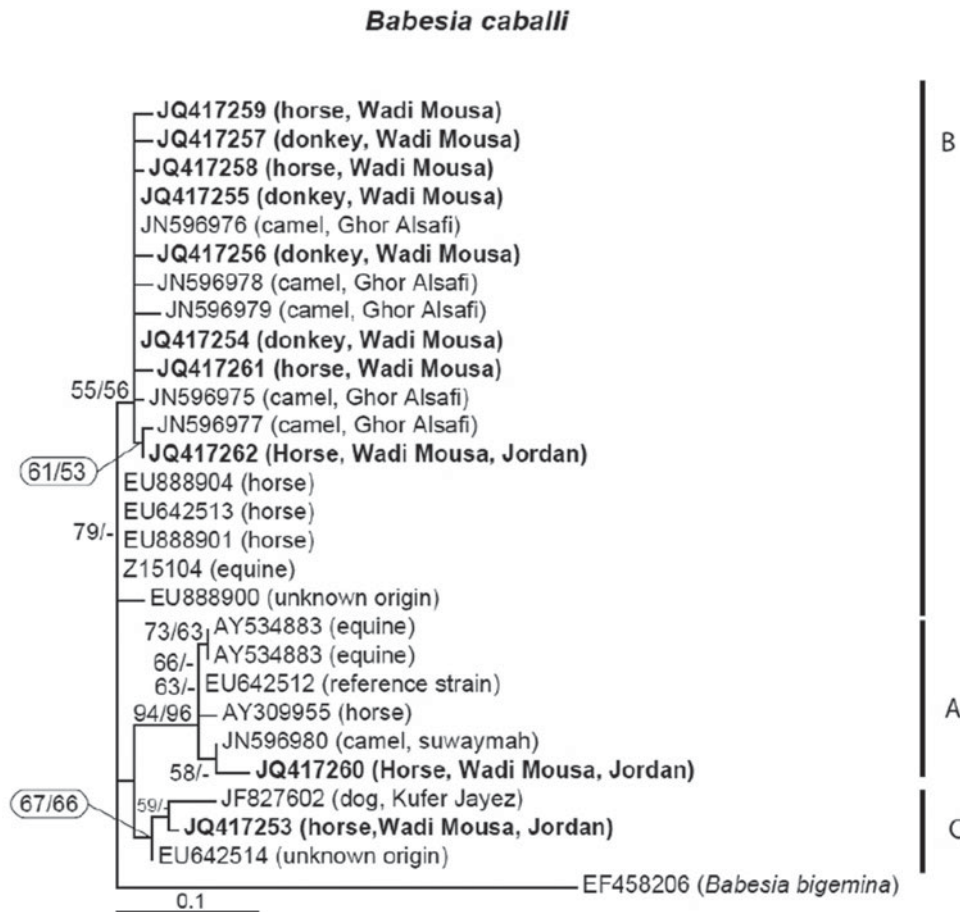 Babesia caballi
JQ417259 (horse, Wadi Mousa)
JQ417257 (donkey, Wadi Mousa)
B
JQ417258 (horse, Wadi Mousa)
JQ417255 (donkey, Wadi Mousa)
JN596976 (camel, Ghor Alsafi)
JQ417256 (donkey, Wadi Mousa)
JN596978 (camel, Ghor Alsafi)
JN596979 (camel, Ghor Alsafi)
JQ417254 (donkey, Wadi Mousa)
JQ417261 (horse, Wadi Mousa)
55/56
JN596975 (camel, Ghor Alsafi)
JN596977 (camel, Ghor Alsafi)
JQ417262 (Horse, Wadi Mousa, Jordan)
61/53
EU888904 (horse)
EU642513 (horse)
79/-
EU888901 (horse)
Z15104 (equine)
EU888900 (unknown origin)
73/63
AY534883 (equine)
66/-
AY534883 (equine)
63/-
EU642512 (reference strain)
94/96
AY309955 (horse)
A
JN596980 (camel, suwaymah)
58/-
JQ417260 (Horse, Wadi Mousa, Jordan)
67/66
59/-
JF827602 (dog, Kufer Jayez)
JQ417253 (horse,Wadi Mousa, Jordan)
C
EU642514 (unknown origin)
EF458206 (Babesia bigemina)
0.1